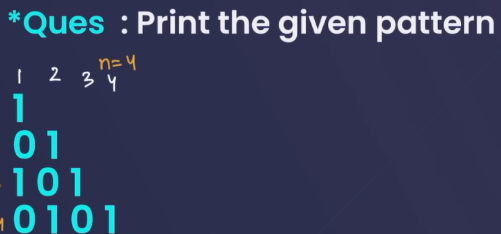 *Ques : Print the given pattern
n=4
1 2 3 4
1
0 1
1 0 1
0 1 0 1